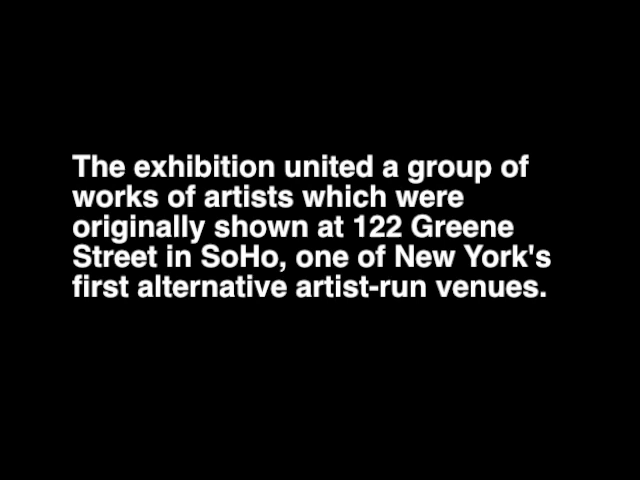 The exhibition united a group of
works of artists which were
originally shown at 122 Greene
Street in SoHo, one of New York's
first alternative artist-run venues.